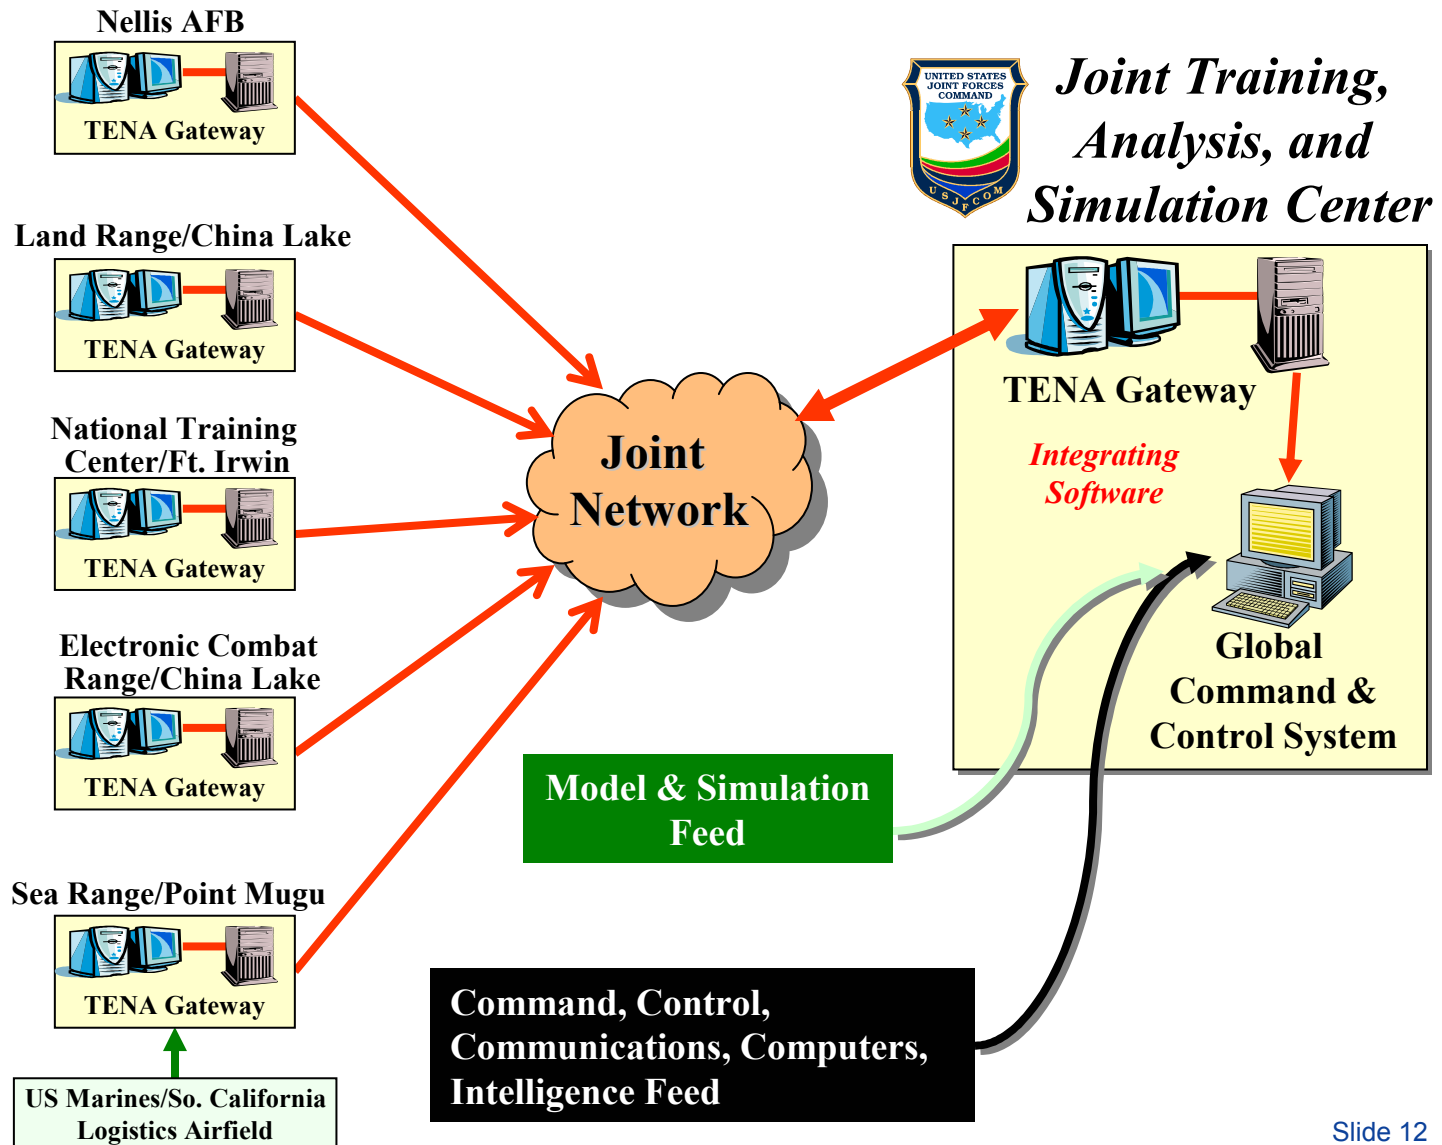 Nellis AFB
TENA Gateway
Land Range/China Lake
TENA Gateway
National Training
Center/Ft. Irwin
TENA Gateway
Electronic Combat
Range/China Lake
TENA Gateway
Sea Range/Point Mugu
TENA Gateway
US Marines/So. California
Logistics Airfield
Joint
Network
Model & Simulation
Feed
Command, Control,
Communications, Computers,
Intelligence Feed
UNITED STATES
JOINT FORCES
COMMAND
USJFCOM
Joint Training,
Analysis, and
Simulation Center
TENA Gateway
Integrating
Software
Global
Command &
Control System
Slide 12